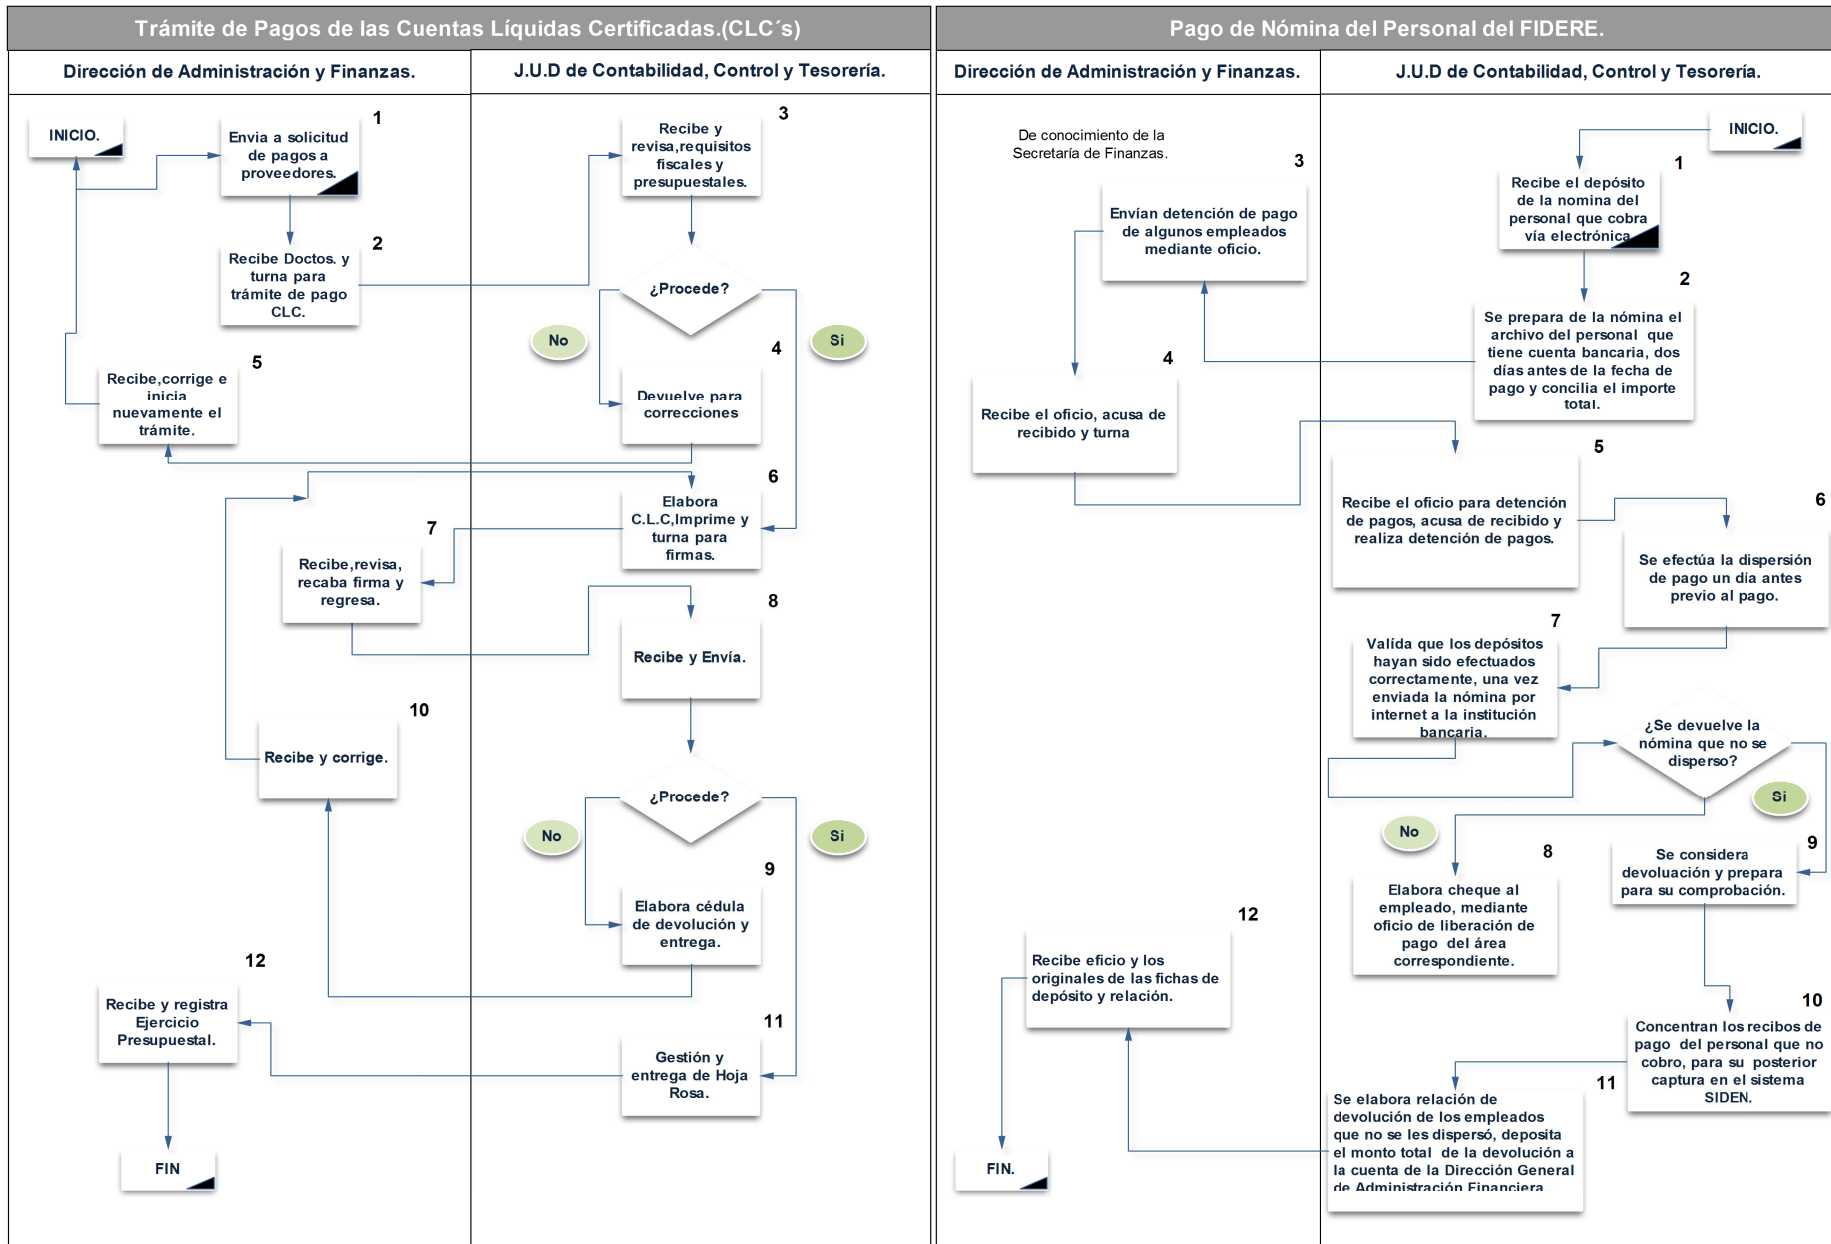 Trámite de Pagos de las Cuentas Líquidas Certificadas.(CLC´s)
Dirección de Administración y Finanzas.
J.U.D de Contabilidad, Control y Tesorería.
INICIO.
1
Envia a solicitud
de pagos a
proveedores.
2
Recibe Doctos. y
turna para
trámite de pago
CLC.
3
Recibe y
revisa,requisitos
fiscales y
presupuestales.
¿Procede?
No
Si
4
Devuelve para
correcciones
5
Recibe,corrige e
inicia
nuevamente el
trámite.
6
Elabora
C.L.C,Imprime y
turna para
firmas.
7
Recibe,revisa,
recaba firma y
regresa.
8
Recibe y Envía.
¿Procede?
No
Si
9
Elabora cédula
de devolución y
entrega.
10
Recibe y corrige.
11
Gestión y
entrega de Hoja
Rosa.
12
Recibe y registra
Ejercicio
Presupuestal.
FIN
Pago de Nómina del Personal del FIDERE.
Dirección de Administración y Finanzas.
J.U.D de Contabilidad, Control y Tesorería.
INICIO.
1
Recibe el depósito
de la nomina del
personal que cobra
vía electrónica
2
Se prepara de la nómina el
archivo del personal que
tiene cuenta bancaria, dos
días antes de la fecha de
pago y concilia el importe
total.
De conocimiento de la
Secretaría de Finanzas.
3
Envían detención de pago
de algunos empleados
mediante oficio.
4
Recibe el oficio, acusa de
recibido y turna
5
Recibe el oficio para detención
de pagos, acusa de recibido y
realiza detención de pagos.
6
Se efectúa la dispersión
de pago un día antes
previo al pago.
7
Valída que los depósitos
hayan sido efectuados
correctamente, una vez
enviada la nómina por
internet a la institución
bancaria.
¿Se devuelve la
nómina que no se
disperso?
No
Si
8
Elabora cheque al
empleado, mediante
oficio de liberación de
pago del área
correspondiente.
9
Se considera
devoluación y prepara
para su comprobación.
10
Concentran los recibos de
pago del personal que no
cobro, para su posterior
captura en el sistema
SIDEN.
11
Se elabora relación de
devolución de los empleados
que no se les dispersó, deposita
el monto total de la devolución a
la cuenta de la Dirección General
de Administración Financiera
12
Recibe eficio y los
originales de las fichas de
depósito y relación.
FIN.